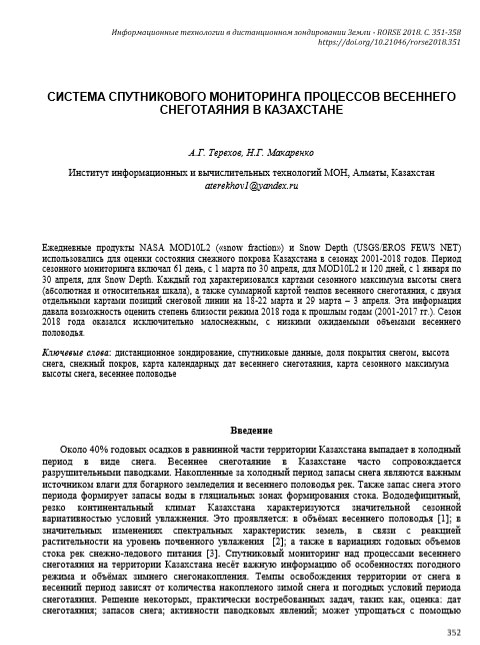 Информационные технологии в дистанционном зондировании Земли - RORSE 2018. С. 351-358
https://doi.org/10.21046/rorse2018.351
СИСТЕМА СПУТНИКОВОГО МОНИТОРИНГА ПРОЦЕССОВ ВЕСЕННЕГО
СНЕГОТАЯНИЯ В КАЗАХСТАНЕ
А.Г. Терехов, Н.Г. Макаренко
Институт информационных и вычислительных технологий МОН, Алматы, Казахстан
aterekhov1@yandex.ru
Ежедневные продукты NASA MOD10L2 («snow fraction») и Snow Depth (USGS/EROS FEWS NET)
использовались для оценки состояния снежного покрова Казахстана в сезонах 2001-2018 годов. Период
сезонного мониторинга включал 61 день, с 1 марта по 30 апреля, для MOD10L2 и 120 дней, с 1 января по
30 апреля, для Snow Depth. Каждый год характеризовался картами сезонного максимума высоты снега
(абсолютная и относительная шкала), а также суммарной картой темпов весеннего снеготаяния, с двумя
отдельными картами позиций снеговой линии на 18-22 марта и 29 марта – 3 апреля. Эта информация
давала возможность оценить степень близости режима 2018 года к прошлым годам (2001-2017 гг.). Сезон
2018 года оказался исключительно малоснежным, с низкими ожидаемыми объемами весеннего
половодья.
Ключевые слова: дистанционное зондирование, спутниковые данные, доля покрытия снегом, высота
снега, снежный покров, карта календарных дат весеннего снеготаяния, карта сезонного максимума
высоты снега, весеннее половодье
Введение
Около 40% годовых осадков в равнинной части территории Казахстана выпадает в холодный
период в виде снега. Весеннее снеготаяние в Казахстане часто сопровождается
разрушительными паводками. Накопленные за холодный период запасы снега являются важным
источником влаги для богарного земледелия и весеннего половодья рек. Также запас снега этого
периода формирует запасы воды в гляциальных зонах формирования стока. Вододефицитный,
резко континентальный климат Казахстана характеризуются значительной сезонной
вариативностью условий увлажнения. Это проявляется: в объёмах весеннего половодья [1]; в
значительных изменениях спектральных характеристик земель, в связи с реакцией
растительности на уровень почвенного увлажнения [2]; а также в вариациях годовых объемов
стока рек снежно-ледового питания [3]. Спутниковый мониторинг над процессами весеннего
снеготаяния на территории Казахстана несёт важную информацию об особенностях погодного
режима и объёмах зимнего снегонакопления. Темпы освобождения территории от снега в
весенний период зависят от количества накопленого зимой снега и погодных условий периода
снеготаяния. Решение некоторых, практически востребованных задач, таких как, оценка: дат
снеготаяния; запасов снега; активности паводковых явлений; может упрощаться с помощью
352